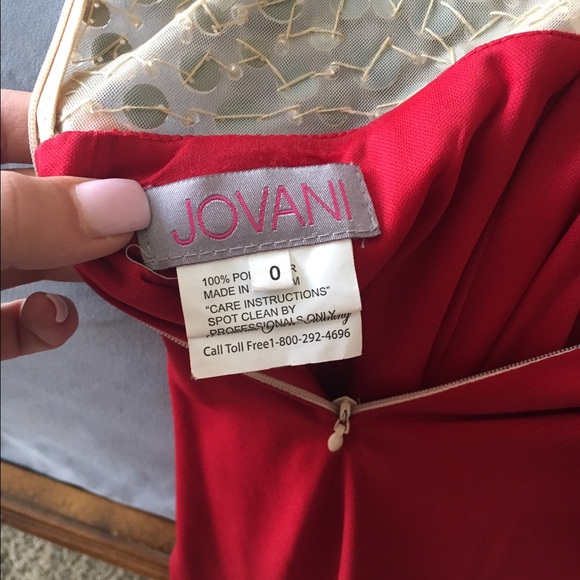 JOVANI
0
100%
MADE IN
"CARE INSTRUCTIONS"
SPOT CLEAN BY
PROFESSIONALS ONLY
Call Toll Free1-800-292-4696